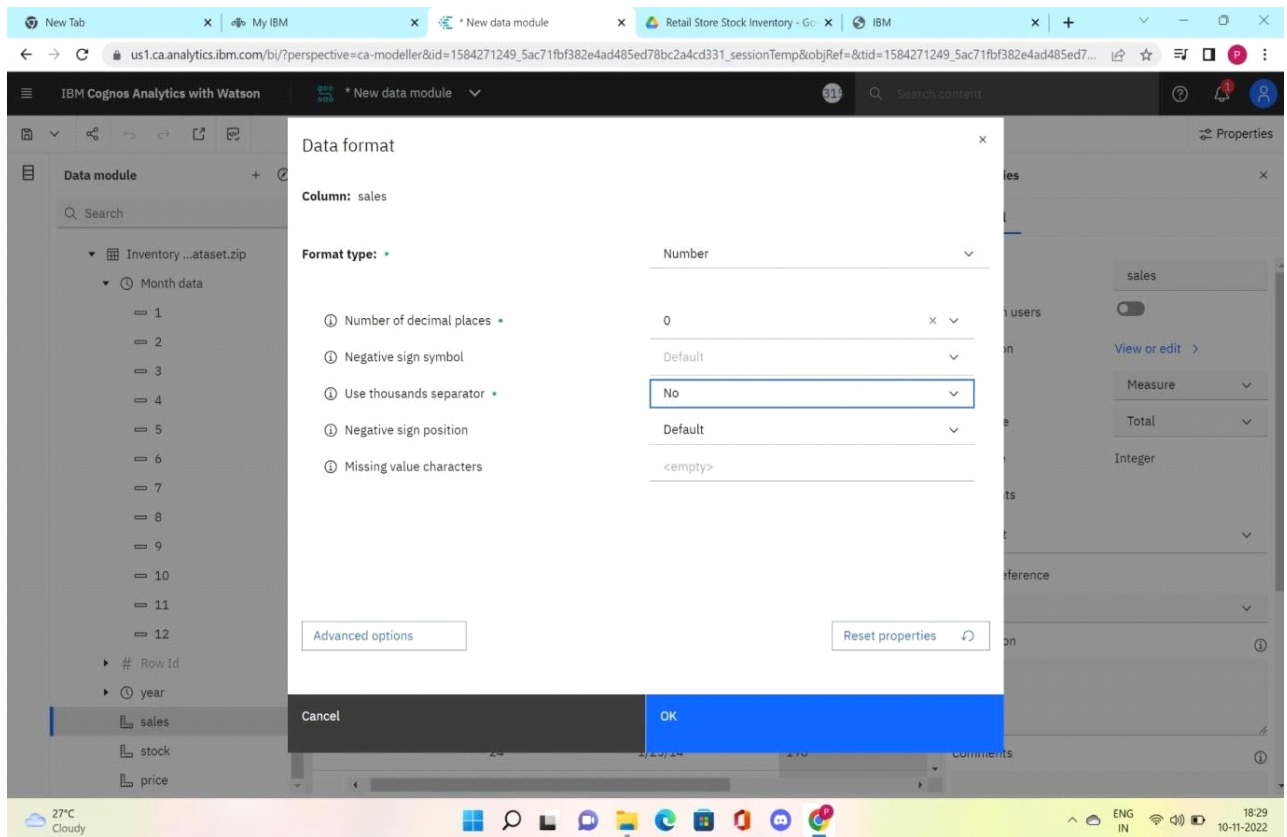 New Tab
My IBM
* New data module
Retail Store Stock Inventory - Go
IBM
us1.ca.analytics.ibm.com/bi/?perspective=ca-modeller&id=1584271249_5ac71fbf382e4ad485ed78bc2a4cd331_sessionTemp&objRef=&tid=1584271249_5ac71fbf382e4ad485ed7...
P
IBM Cognos Analytics with Watson
* New data module
Search content
1
Properties
Data module
Search
Inventory ...ataset.zip
Month data
1
2
3
4
5
6
7
8
9
10
11
12
# Row Id
year
sales
stock
price
Data format
Column: sales
Format type:
Number
Number of decimal places
0
Negative sign symbol
Default
Use thousands separator
No
Negative sign position
Default
Missing value characters
<empty>
Advanced options
Reset properties
Cancel
OK
ies
sales
n users
on
View or edit
Measure
Total
Integer
ts
eference
on
Comments
27°C
Cloudy
ENG
IN
18:29
10-11-2022